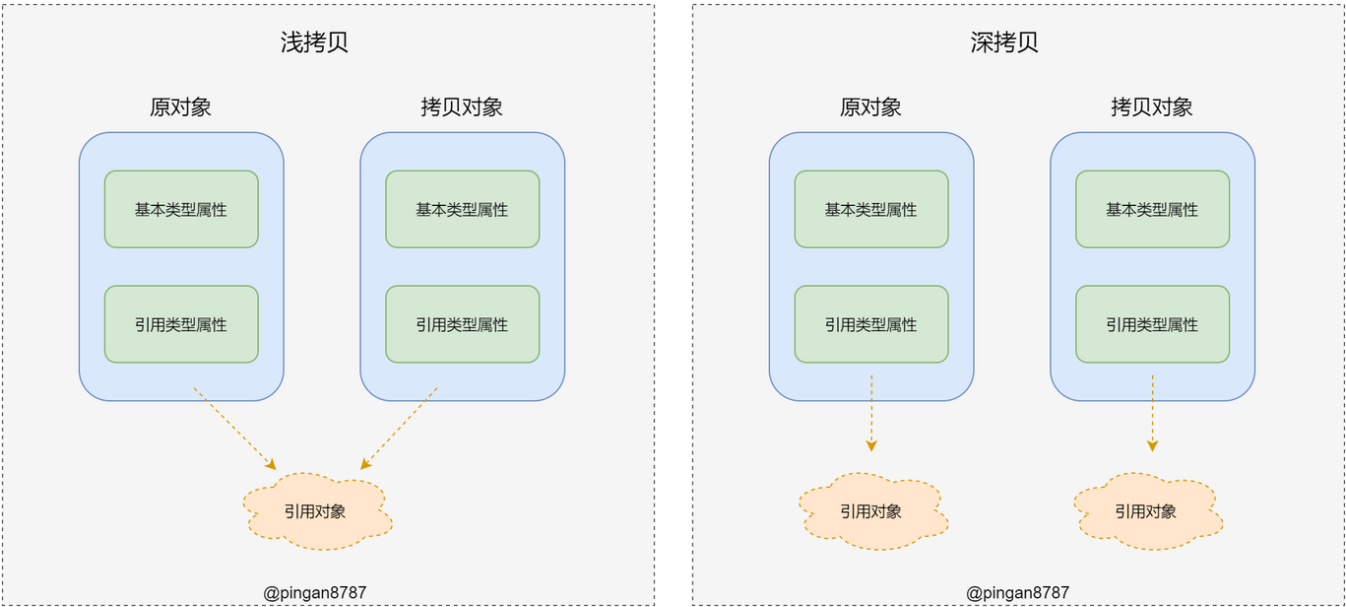 浅拷贝
原对象
拷贝对象
基本类型属性
基本类型属性
引用类型属性
引用类型属性
引用对象
@pingan8787
深拷贝
原对象
拷贝对象
基本类型属性
基本类型属性
引用类型属性
引用类型属性
引用对象
引用对象
@pingan8787